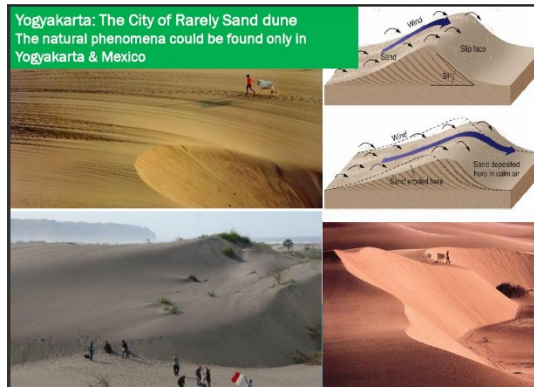 Yogyakarta: The City of Rarely Sand dune
The natural phenomena could be found only in
Yogyakarta & Mexico
Wind
Slip face
Sand
34°
Wind
Sand deposited
here in calm air
Sand eroded here